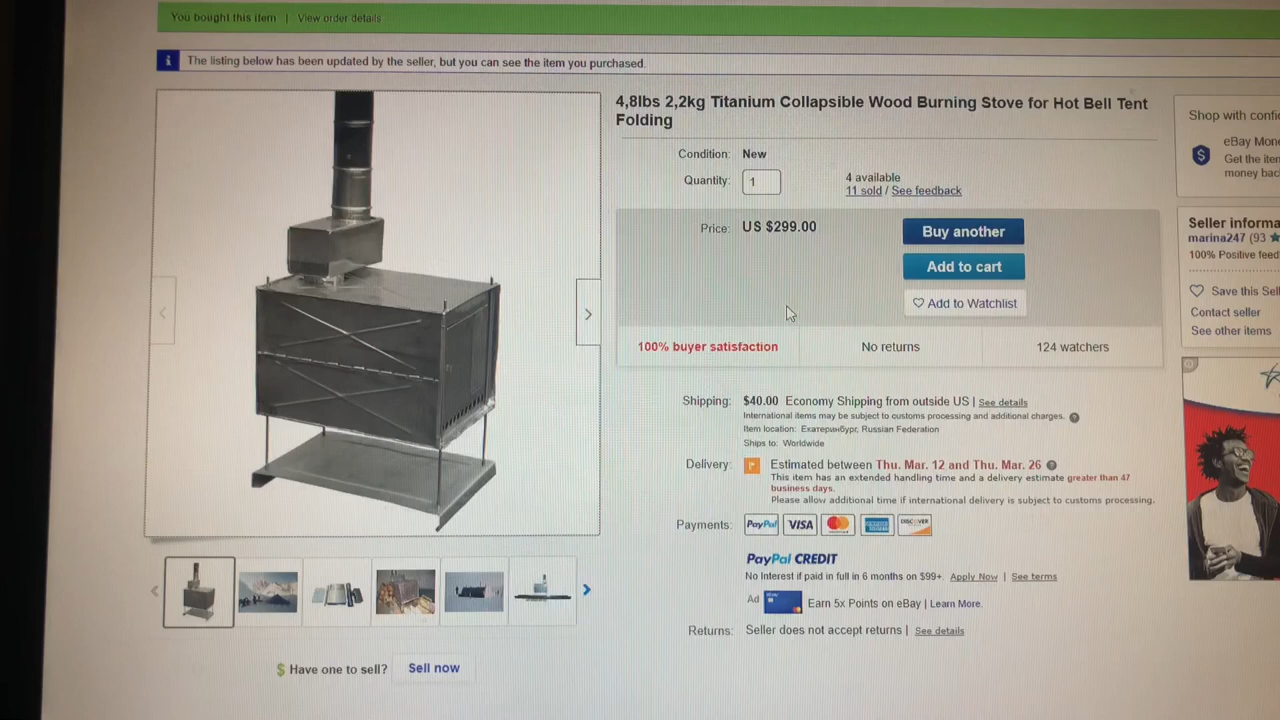 You bought this item | View order details
The listing below has been updated by the seller, but you can see the item you purchased.
4,8lbs 2,2kg Titanium Collapsible Wood Burning Stove for Hot Bell Tent
Folding
Condition: New
Quantity: 1
4 available
11 sold / See feedback
Price: US $299.00
Buy another
Add to cart
Add to Watchlist
100% buyer satisfaction
No returns
124 watchers
Shipping: $40.00 Economy Shipping from outside US | See details
International items may be subject to customs processing and additional charges.
Item location: Екатеринбург, Russian Federation
Ships to: Worldwide
Delivery: Estimated between Thu. Mar. 12 and Thu. Mar. 26
This item has an extended handling time and a delivery estimate greater than 47
business days.
Please allow additional time if international delivery is subject to customs processing.
Payments: PayPal VISA
DISCOVER
PayPal CREDIT
No Interest if paid in full in 6 months on $99+. Apply Now | See terms
Ad Earn 5x Points on eBay | Learn More.
Returns: Seller does not accept returns | See details
$ Have one to sell? Sell now
Shop with confi
eBay Mone
Get the iter
money bac
Seller informa
marina247 (93
100% Positive feed
Save this Sell
Contact seller
See other items